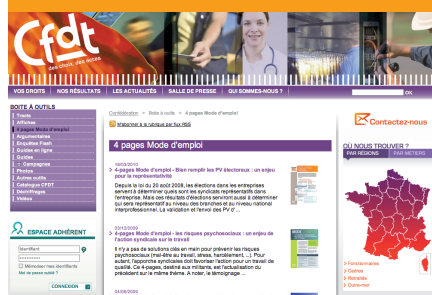 Cfdt
des choix, des actes
VOS DROITS NOS RÉSULTATS LES ACTUALITÉS SALLE DE PRESSE QUI SOMMES-NOUS ? OK
BOITE À OUTILS
Tracts
Affiches
4 pages Mode d'emploi
Argumentaires
Enquêtes Flash
Guides en ligne
Guides
Campagnes
Photos
Autres outils
Catalogue CFDT
Décryptages
Vidéos
ESPACE ADHÉRENT
Identifiant
Mémoriser mes identifiants
Mot de passe oublié ?
CONNEXION
Confédération > Boite à outils > 4 pages Mode d'emploi
M'abonner à la rubrique par flux RSS
4 pages Mode d'emploi
18/03/2010
4-pages Mode d'emploi - Bien remplir les PV électoraux : un enjeu
pour la représentativité
Depuis la loi du 20 août 2008, les élections dans les entreprises
servent à déterminer quels sont les syndicats représentatifs dans
l'entreprise. Mais ces résultats d'élections serviront aussi à déterminer
qui sera représentatif au niveau des branches et au niveau national
interprofessionnel. La validation et l'envoi des PV d' ...
03/12/2009
4-pages Mode d'emploi - les risques psychosociaux : un enjeu de
l'action syndicale sur le travail
Il n'y a pas de solutions clés en main pour prévenir les risques
psychosociaux (mal-être au travail, stress, harcèlement, ...). Pour
autant, l'approche syndicale doit favoriser l'action pour un travail de
qualité. Ce 4-pages, destiné aux militants, est l'actualisation du
précédent sur le même thème. A noter, le témoignage ...
04/06/2009
Contactez-nous
OÙ NOUS TROUVER ?
PAR RÉGIONS PAR MÉTIERS
Fonctionnaires
Cadres
Retraités
Outre-mer